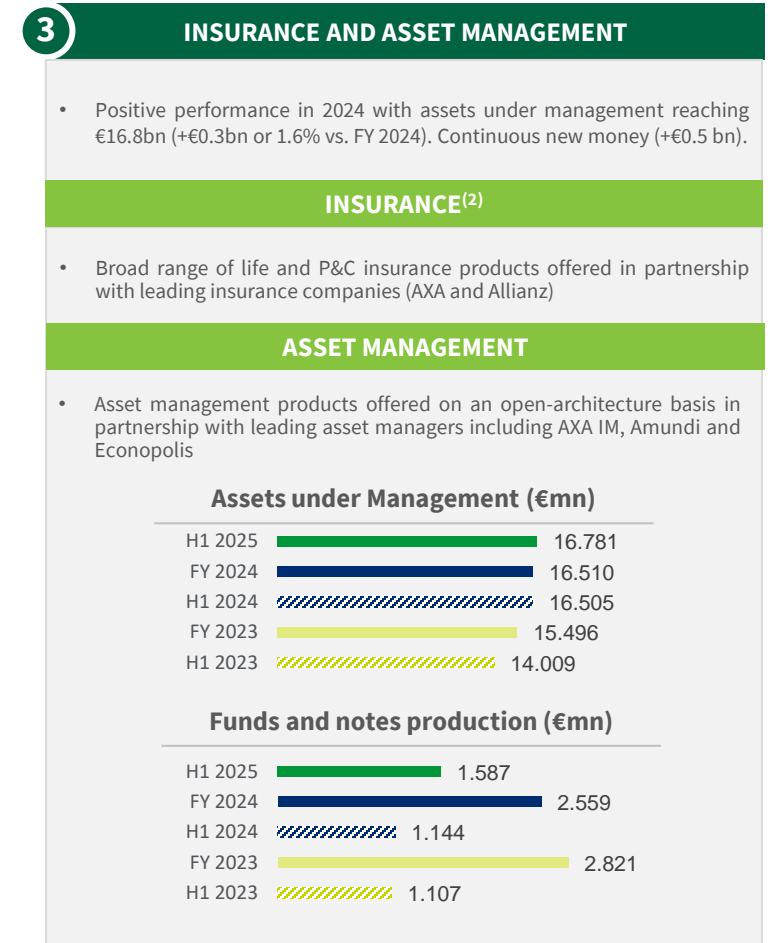 3
INSURANCE AND ASSET MANAGEMENT
• Positive performance in 2024 with assets under management reaching
€16.8bn (+€0.3bn or 1.6% vs. FY 2024). Continuous new money (+€0.5 bn).
INSURANCE(2)
• Broad range of life and P&C insurance products offered in partnership
with leading insurance companies (AXA and Allianz)
ASSET MANAGEMENT
• Asset management products offered on an open-architecture basis in
partnership with leading asset managers including AXA IM, Amundi and
Econopolis
Assets under Management (€mn)
H1 2025 16.781
FY 2024 16.510
H1 2024 16.505
FY 2023 15.496
H1 2023 14.009
Funds and notes production (€mn)
H1 2025 1.587
FY 2024 2.559
H1 2024 1.144
FY 2023 2.821
H1 2023 1.107